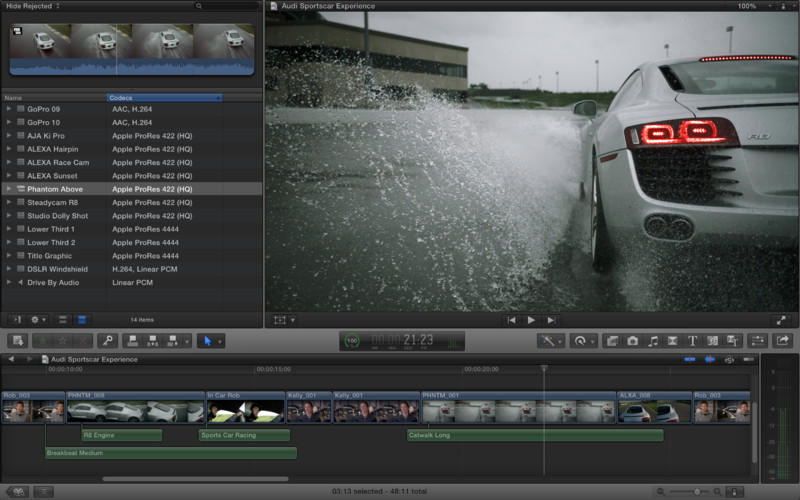 Hide Rejected
Audi Sportscar Experience
100%
Name Codecs
GoPro 09 AAC, H.264
GoPro 10 AAC, H.264
AJA Ki Pro Apple ProRes 422 (HQ)
ALEXA Hairpin Apple ProRes 422 (HQ)
ALEXA Race Cam Apple ProRes 422 (HQ)
ALEXA Sunset Apple ProRes 422 (HQ)
Phantom Above Apple ProRes 422 (HQ)
Steadycam R8 Apple ProRes 422 (HQ)
Studio Dolly Shot Apple ProRes 422 (HQ)
Lower Third 1 Apple ProRes 4444
Lower Third 2 Apple ProRes 4444
Title Graphic Apple ProRes 4444
DSLR Windshield H.264, Linear PCM
Drive By Audio Linear PCM
R8
14 items
100 21:23
T
Audi Sportscar Experience
00:00:10:00 00:00:15:00 00:00:20:00
Rob_003 PHNTM_008 In Car Rob Kelly_001 Kelly_001 PHNTM_001 ALXA_008 Rob_003
R8 Engine Sports Car Racing Catwalk Long
Breakbeat Medium
03:13 selected - 48:11 total